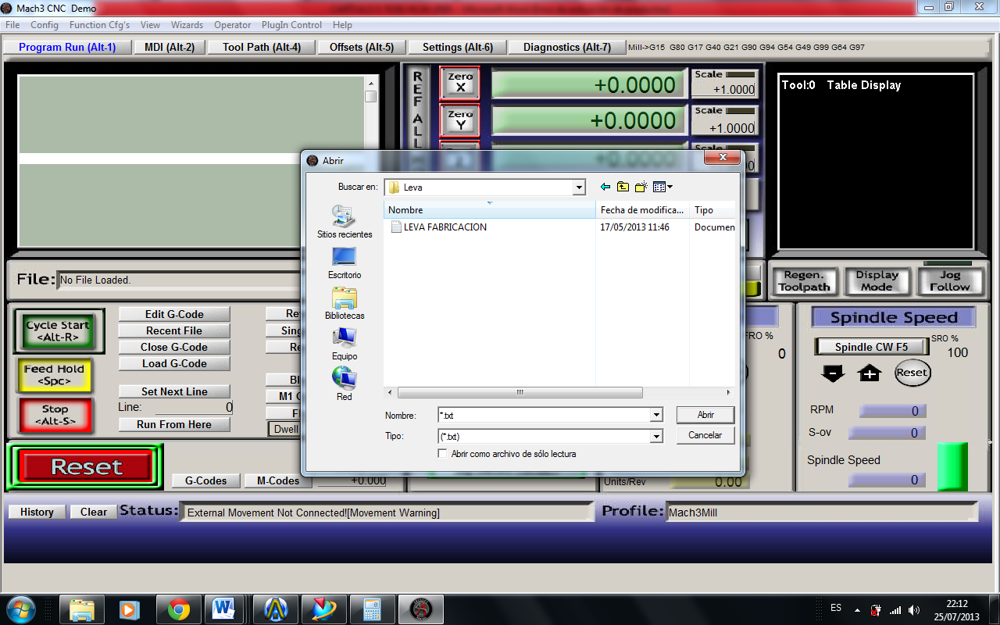 Mach3 CNC Demo
File Config Function Cfg's View Wizards Operator PlugIn Control Help
Program Run (Alt-1) MDI (Alt-2) Tool Path (Alt-4) Offsets (Alt-5) Settings (Alt-6) Diagnostics (Alt-7) Mill->G15 G80 G17 G40 G21 G90 G94 G54 G49 G99 G64 G97
REF ALL
Zero X +0.0000 Scale +1.0000
Zero Y +0.0000 Scale +1.0000
Tool:0 Table Display
Abrir
Buscar en: Leva
Nombre Fecha de modifica... Tipo
LEVA FABRICACION 17/05/2013 11:46 Documen
Sitios recientes
Escritorio
Bibliotecas
Equipo
Red
Nombre: *.txt Abrir
Tipo: (*.txt) Cancelar
Abrir como archivo de sólo lectura
File: No File Loaded.
Regen. Toolpath Display Mode Jog Follow
Cycle Start <Alt-R>
Feed Hold <Spc>
Stop <Alt-S>
Edit G-Code
Recent File
Close G-Code
Load G-Code
Set Next Line
Line: 0
Run From Here
Dwell
Reset
G-Codes M-Codes +0.000
Units/Rev 0.00
FRO %
0
Spindle Speed
Spindle CW F5 SRO %
100
Reset
RPM 0
S-ov 0
Spindle Speed
0
History Clear Status: External Movement Not Connected![Movement Warning] Profile: Mach3Mill
ES 22:12
25/07/2013